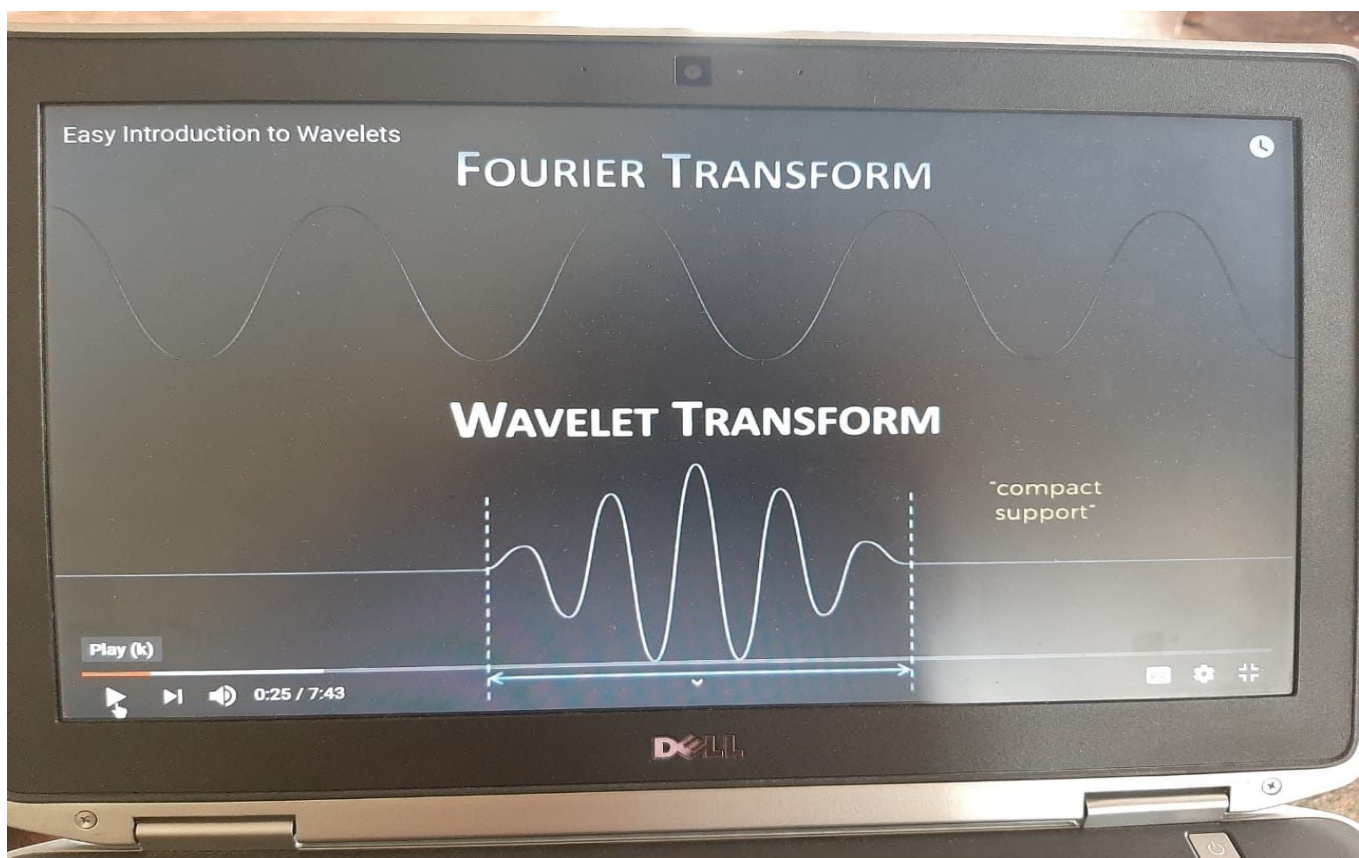 Easy Introduction to Wavelets
FOURIER TRANSFORM
WAVELET TRANSFORM
"compact
support"
Play (k)
0:25 / 7:43
DELL